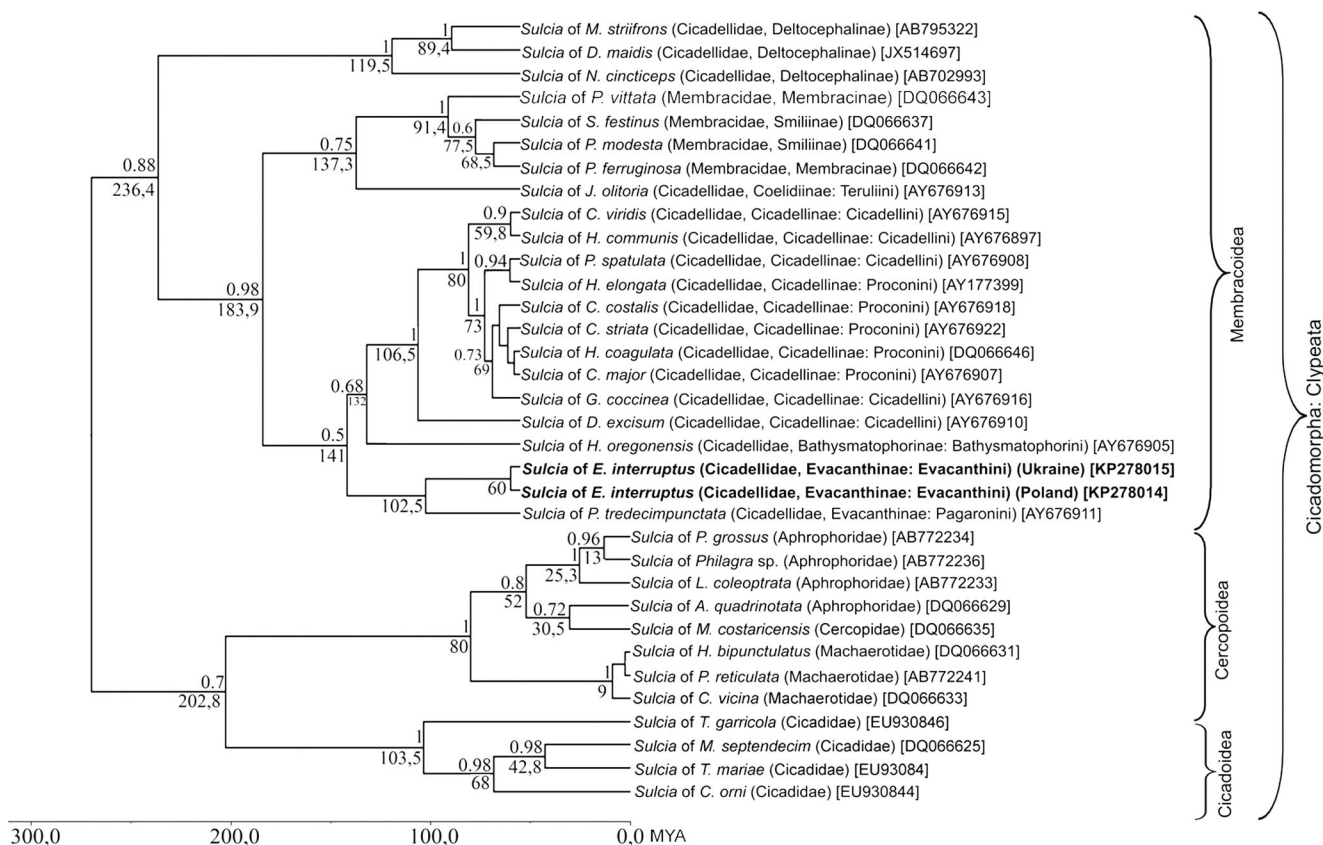 Sulcia of M. striifrons (Cicadellidae, Deltocephalinae) [AB795322]
1
89,4
Sulcia of D. maidis (Cicadellidae, Deltocephalinae) [JX514697]
1
119,5
Sulcia of N. cincticeps (Cicadellidae, Deltocephalinae) [AB702993]
Sulcia of P. vittata (Membracidae, Membracinae) [DQ066643]
1
91,4
Sulcia of S. festinus (Membracidae, Smiliinae) [DQ066637]
0.6
77,5
Sulcia of P. modesta (Membracidae, Smiliinae) [DQ066641]
0.75
137,3
68,5
Sulcia of P. ferruginosa (Membracidae, Membracinae) [DQ066642]
0.88
236,4
Sulcia of J. olitoria (Cicadellidae, Coelidiinae: Teruliini) [AY676913]
Sulcia of C. viridis (Cicadellidae, Cicadellinae: Cicadellini) [AY676915]
0.9
59,8
Sulcia of H. communis (Cicadellidae, Cicadellinae: Cicadellini) [AY676897]
1
80
0.94
Sulcia of P. spatulata (Cicadellidae, Cicadellinae: Cicadellini) [AY676908]
Sulcia of H. elongata (Cicadellidae, Cicadellinae: Proconini) [AY177399]
0.98
183,9
1
73
Sulcia of C. costalis (Cicadellidae, Cicadellinae: Proconini) [AY676918]
Sulcia of C. striata (Cicadellidae, Cicadellinae: Proconini) [AY676922]
1
106,5
0.73
69
Sulcia of H. coagulata (Cicadellidae, Cicadellinae: Proconini) [DQ066646]
Sulcia of C. major (Cicadellidae, Cicadellinae: Proconini) [AY676907]
0.68
132
Sulcia of G. coccinea (Cicadellidae, Cicadellinae: Cicadellini) [AY676916]
Sulcia of D. excisum (Cicadellidae, Cicadellinae: Cicadellini) [AY676910]
0.5
141
Sulcia of H. oregonensis (Cicadellidae, Bathysmatophorinae: Bathysmatophorini) [AY676905]
Sulcia of E. interruptus (Cicadellidae, Evacanthinae: Evacanthini) (Ukraine) [KP278015]
60
Sulcia of E. interruptus (Cicadellidae, Evacanthinae: Evacanthini) (Poland) [KP278014]
102,5
Sulcia of P. tredecimpunctata (Cicadellidae, Evacanthinae: Pagaronini) [AY676911]
Sulcia of P. grossus (Aphrophoridae) [AB772234]
0.96
13
Sulcia of Philagra sp. (Aphrophoridae) [AB772236]
1
25,3
Sulcia of L. coleoptrata (Aphrophoridae) [AB772233]
0.8
52
Sulcia of A. quadrinotata (Aphrophoridae) [DQ066629]
0.72
30,5
Sulcia of M. costaricensis (Cercopidae) [DQ066635]
1
80
Sulcia of H. bipunctulatus (Machaerotidae) [DQ066631]
Sulcia of P. reticulata (Machaerotidae) [AB772241]
1
9
Sulcia of C. vicina (Machaerotidae) [DQ066633]
0.7
202,8
Sulcia of T. garricola (Cicadidae) [EU930846]
1
103,5
Sulcia of M. septendecim (Cicadidae) [DQ066625]
0.98
42,8
Sulcia of T. mariae (Cicadidae) [EU93084]
0.98
68
Sulcia of C. orni (Cicadidae) [EU930844]
Membracoidea
Cercopoidea
Cicadoidea
Cicadomorpha: Clypeata
300,0 200,0 100,0 0,0 MYA